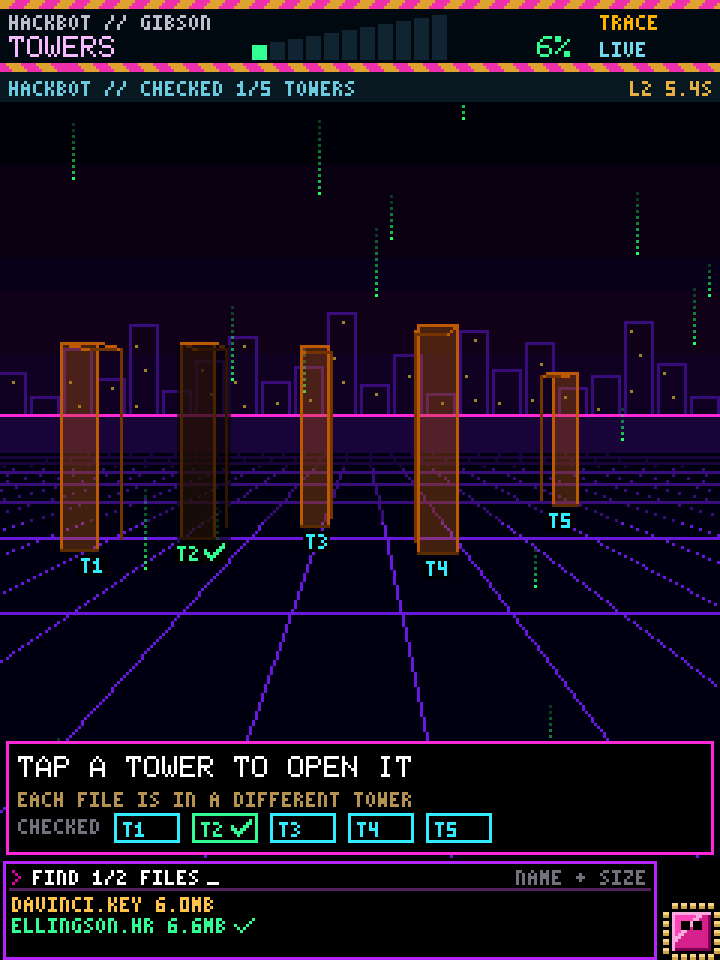 HACKBOT // GIBSON
TOWERS
6%
TRACE
LIVE
HACKBOT // CHECKED 1/5 TOWERS
L2 5.4S
T1
T2 ✓
T3
T4
T5
TAP A TOWER TO OPEN IT
EACH FILE IS IN A DIFFERENT TOWER
CHECKED T1 T2 ✓ T3 T4 T5
> FIND 1/2 FILES _ NAME + SIZE
DAVINCI.KEY 6.0MB
ELLINGSON.HR 6.6MB ✓